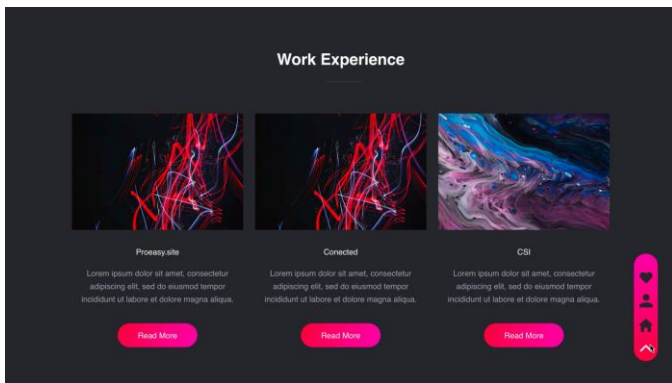 Work Experience
Proeasy.site
Lorem ipsum dolor sit amet, consectetur
adipiscing elit, sed do eiusmod tempor
incididunt ut labore et dolore magna aliqua.
Read More
Conected
Lorem ipsum dolor sit amet, consectetur
adipiscing elit, sed do eiusmod tempor
incididunt ut labore et dolore magna aliqua.
Read More
CSI
Lorem ipsum dolor sit amet, consectetur
adipiscing elit, sed do eiusmod tempor
incididunt ut labore et dolore magna aliqua.
Read More